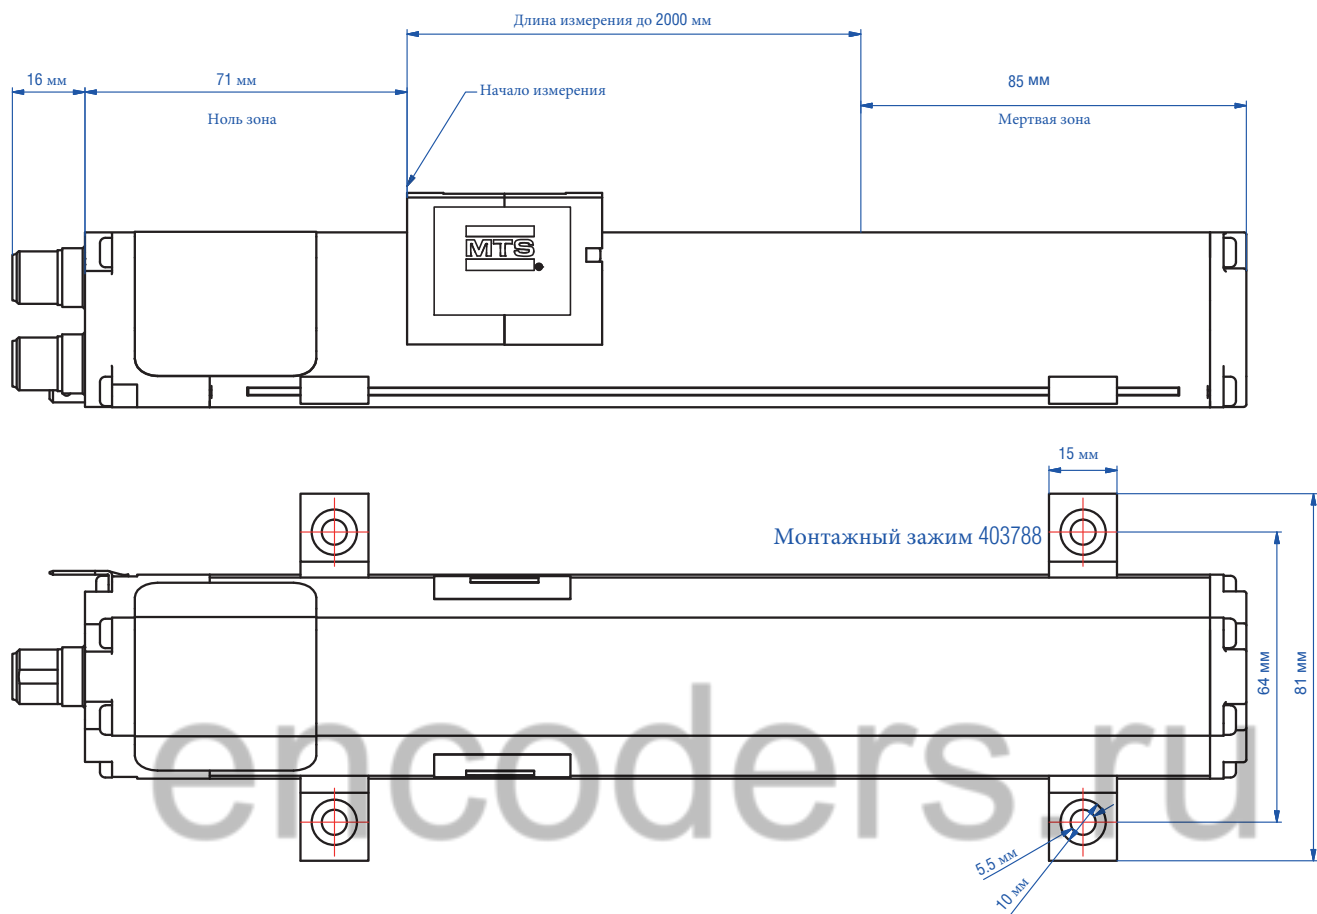 Длина измерения до 2000 мм
16 мм
71 мм
85 мм
Начало измерения
Ноль зона
Мертвая зона
MTS
15 мм
Монтажный зажим 403788
64 мм
81 мм
encoders.ru
5.5 мм
10 мм